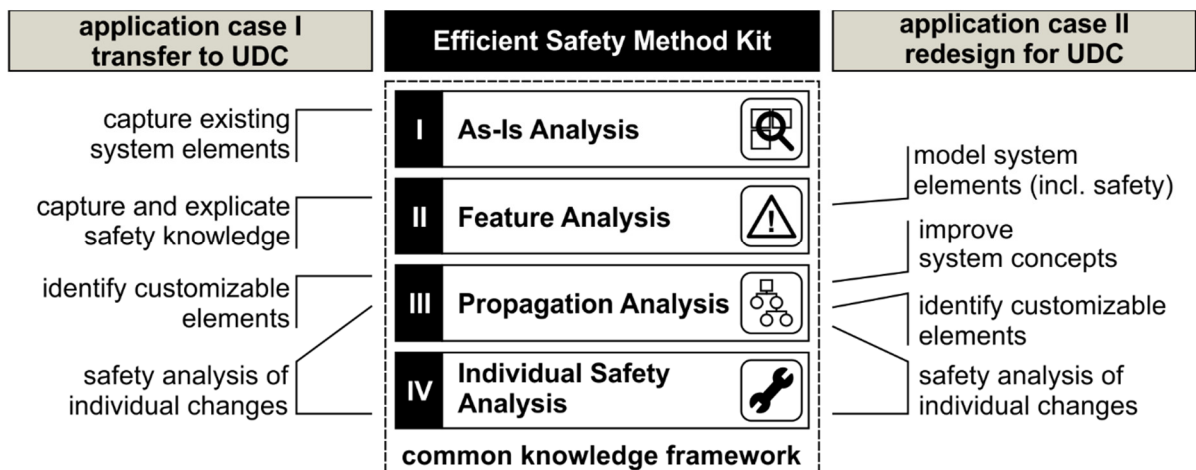 application case I
transfer to UDC
Efficient Safety Method Kit
application case II
redesign for UDC
capture existing
system elements
capture and explicate
safety knowledge
identify customizable
elements
safety analysis of
individual changes
I
As-Is Analysis
II
Feature Analysis
!
III
Propagation Analysis
IV
Individual Safety
Analysis
common knowledge framework
model system
elements (incl. safety)
improve
system concepts
identify customizable
elements
safety analysis of
individual changes